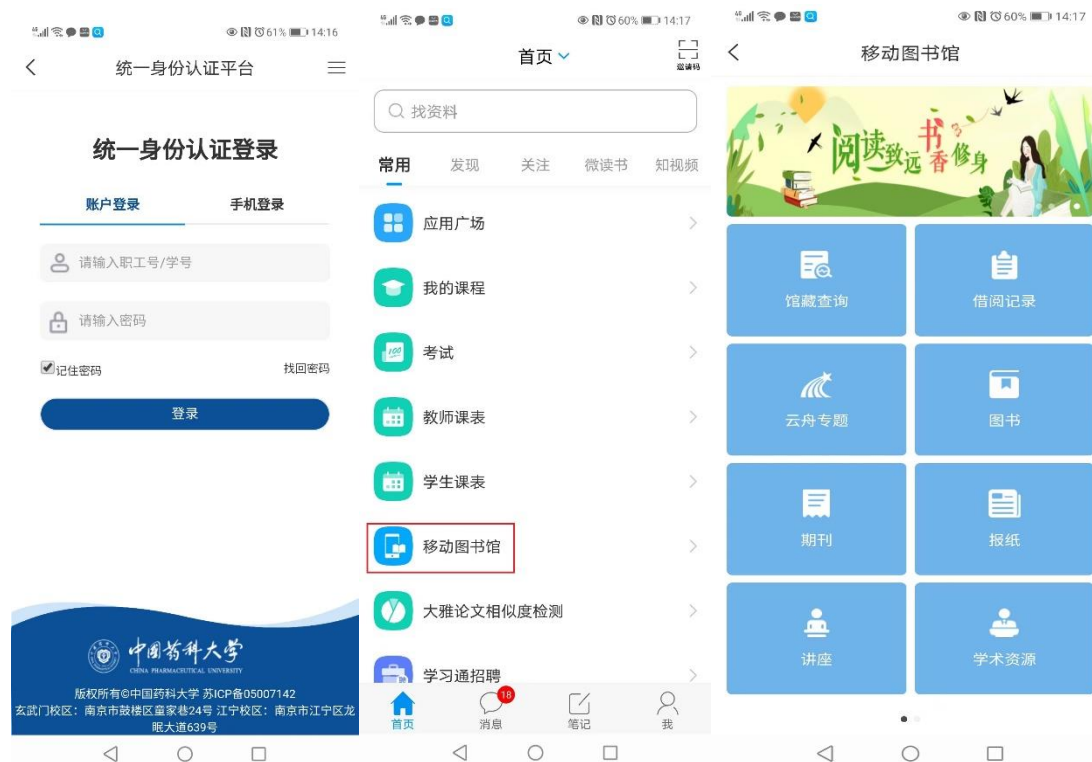 46 61% 14:16
统一身份认证平台
统一身份认证登录
账户登录 手机登录
请输入职工号/学号
请输入密码
记住密码 找回密码
登录
中国药科大学
CHINA PHARMACEUTICAL UNIVERSITY
版权所有©中国药科大学 苏ICP备05007142
玄武门校区：南京市鼓楼区童家巷24号 江宁校区：南京市江宁区龙
眠大道639号
46 60% 14:17
首页
邀请码
找资料
常用 发现 关注 微读书 知视频
应用广场
我的课程
100
考试
教师课表
学生课表
移动图书馆
大雅论文相似度检测
学习通招聘
18
首页 消息 笔记 我
46 60% 14:17
移动图书馆
阅读致远 书香修身
馆藏查询 借阅记录
云舟专题 图书
期刊 报纸
讲座 学术资源